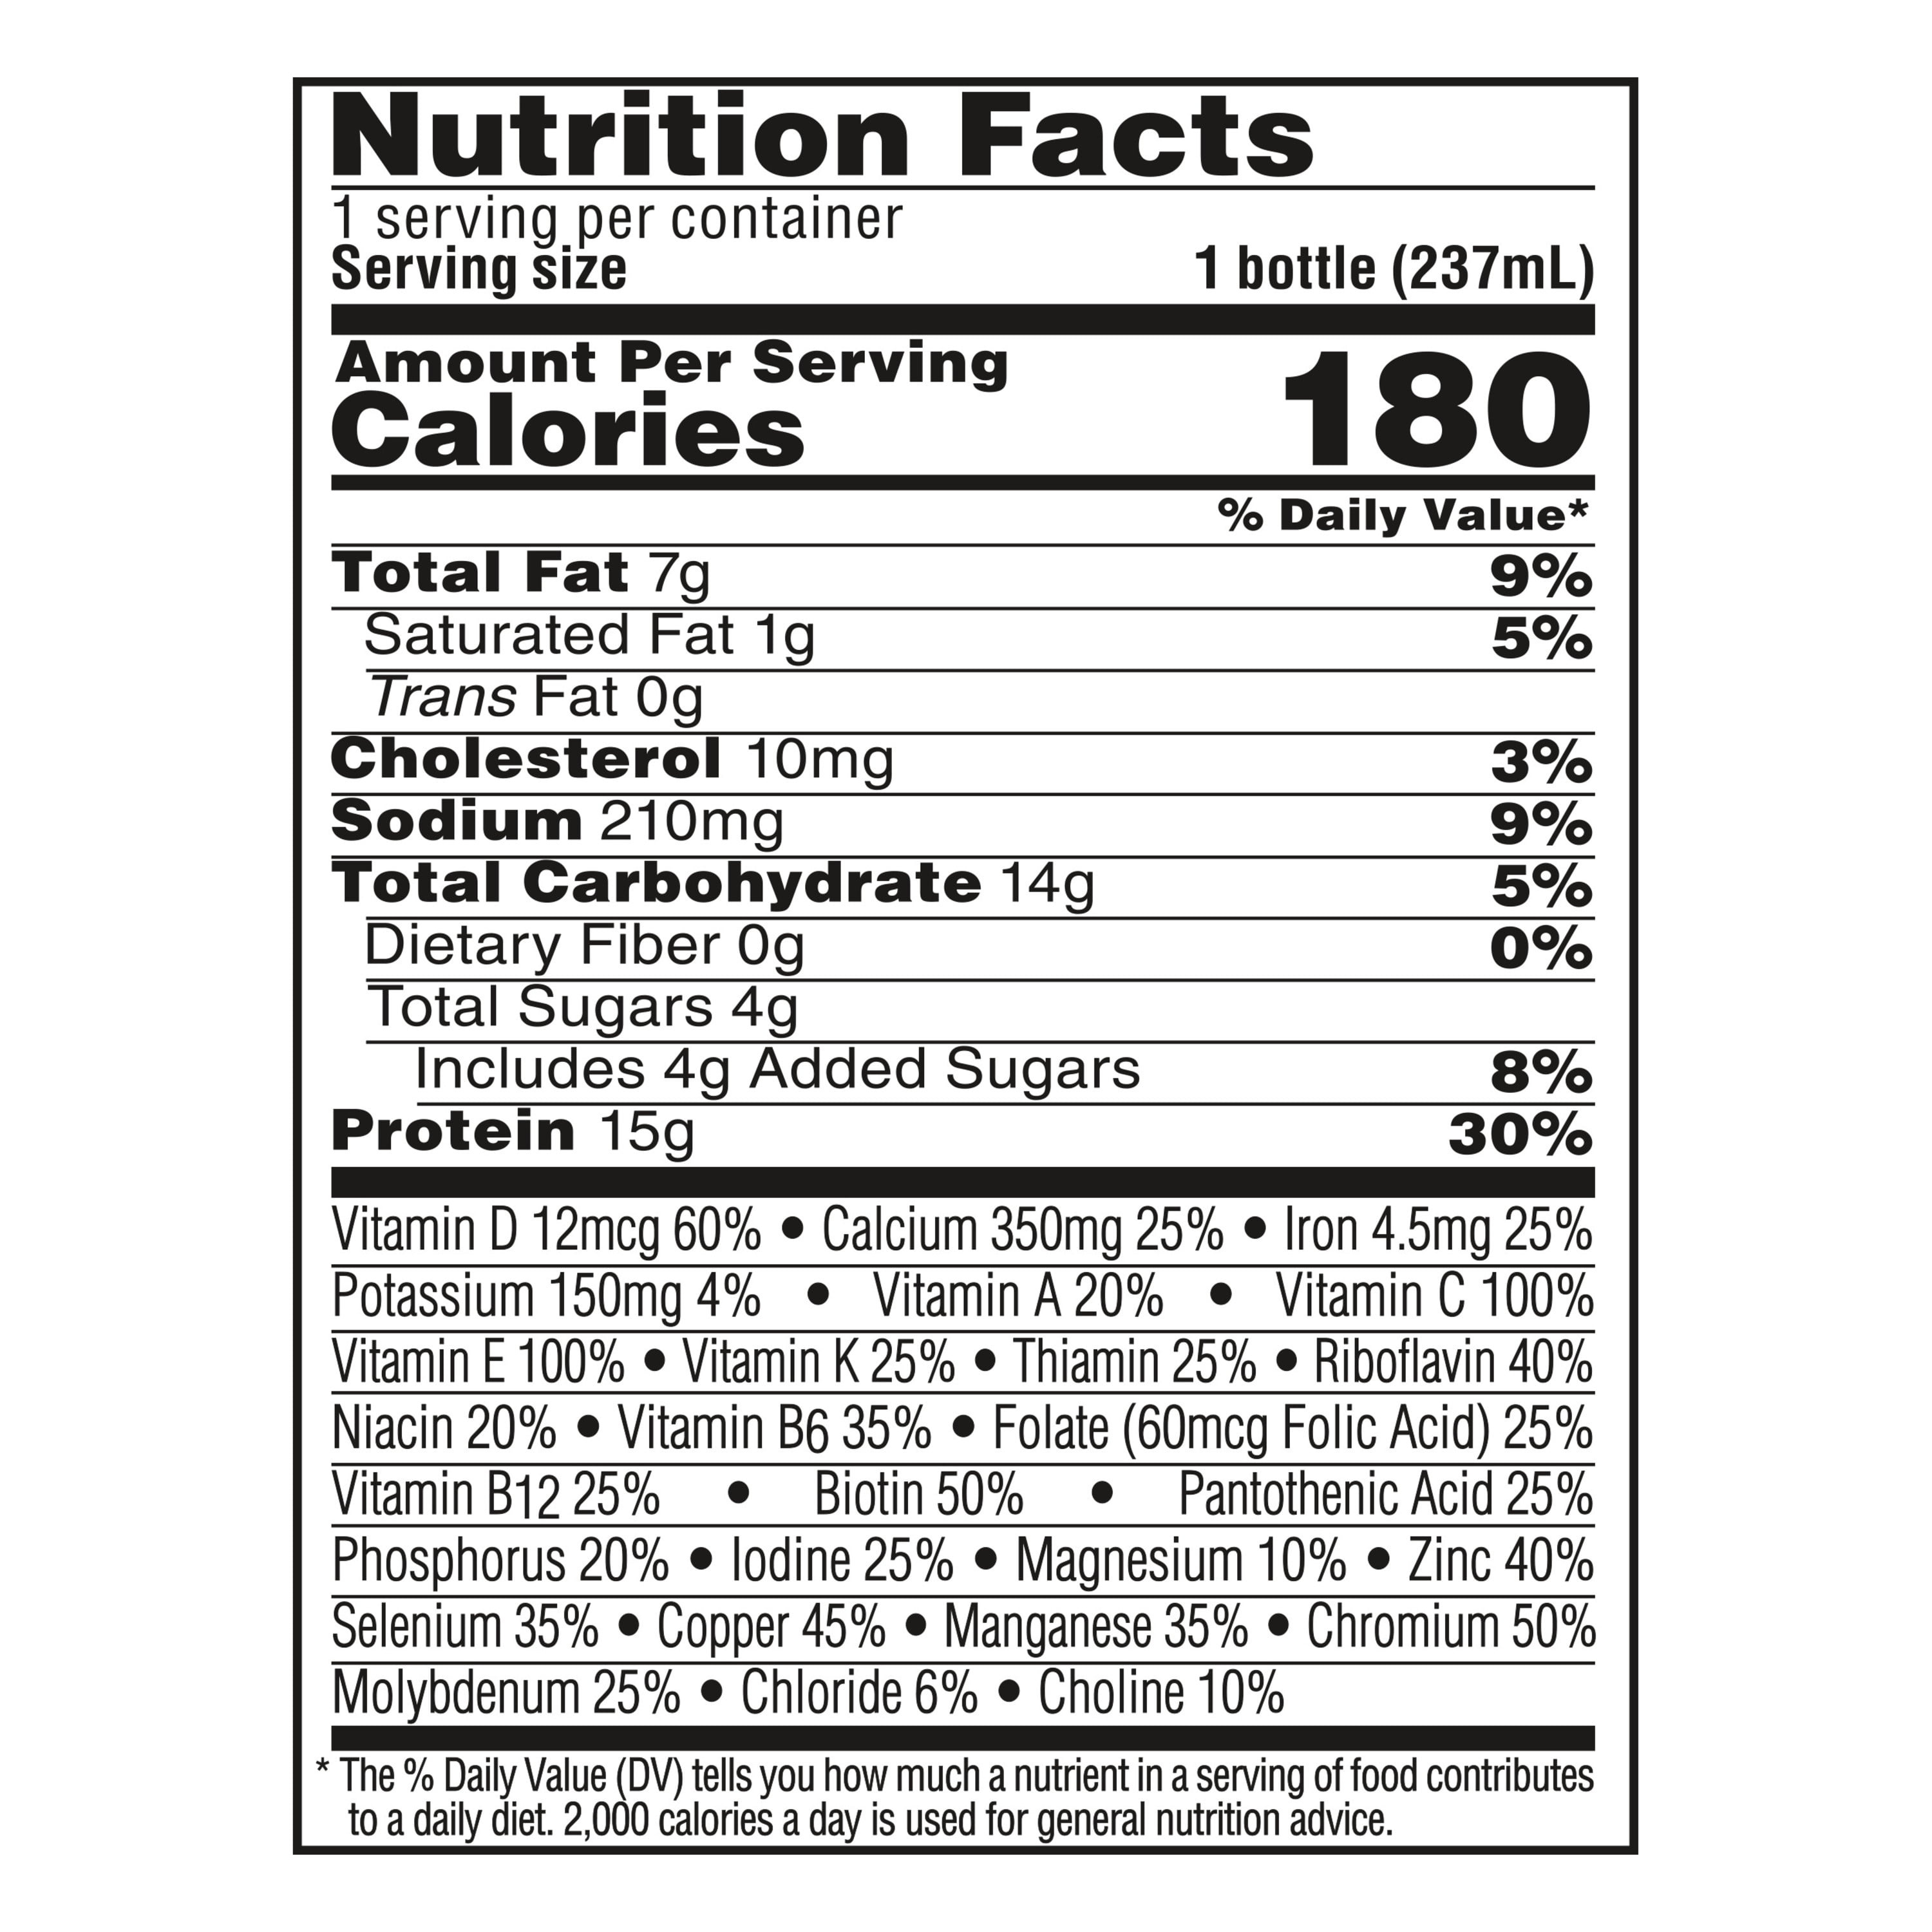 Nutrition Facts
1 serving per container
Serving size 1 bottle (237mL)
Amount Per Serving
Calories 180
% Daily Value*
Total Fat 7g 9%
Saturated Fat 1g 5%
Trans Fat 0g
Cholesterol 10mg 3%
Sodium 210mg 9%
Total Carbohydrate 14g 5%
Dietary Fiber 0g 0%
Total Sugars 4g
Includes 4g Added Sugars 8%
Protein 15g 30%
Vitamin D 12mcg 60% • Calcium 350mg 25% • Iron 4.5mg 25%
Potassium 150mg 4% • Vitamin A 20% • Vitamin C 100%
Vitamin E 100% • Vitamin K 25% • Thiamin 25% • Riboflavin 40%
Niacin 20% • Vitamin B6 35% • Folate (60mcg Folic Acid) 25%
Vitamin B12 25% • Biotin 50% • Pantothenic Acid 25%
Phosphorus 20% • Iodine 25% • Magnesium 10% • Zinc 40%
Selenium 35% • Copper 45% • Manganese 35% • Chromium 50%
Molybdenum 25% • Chloride 6% • Choline 10%
* The % Daily Value (DV) tells you how much a nutrient in a serving of food contributes
to a daily diet. 2,000 calories a day is used for general nutrition advice.